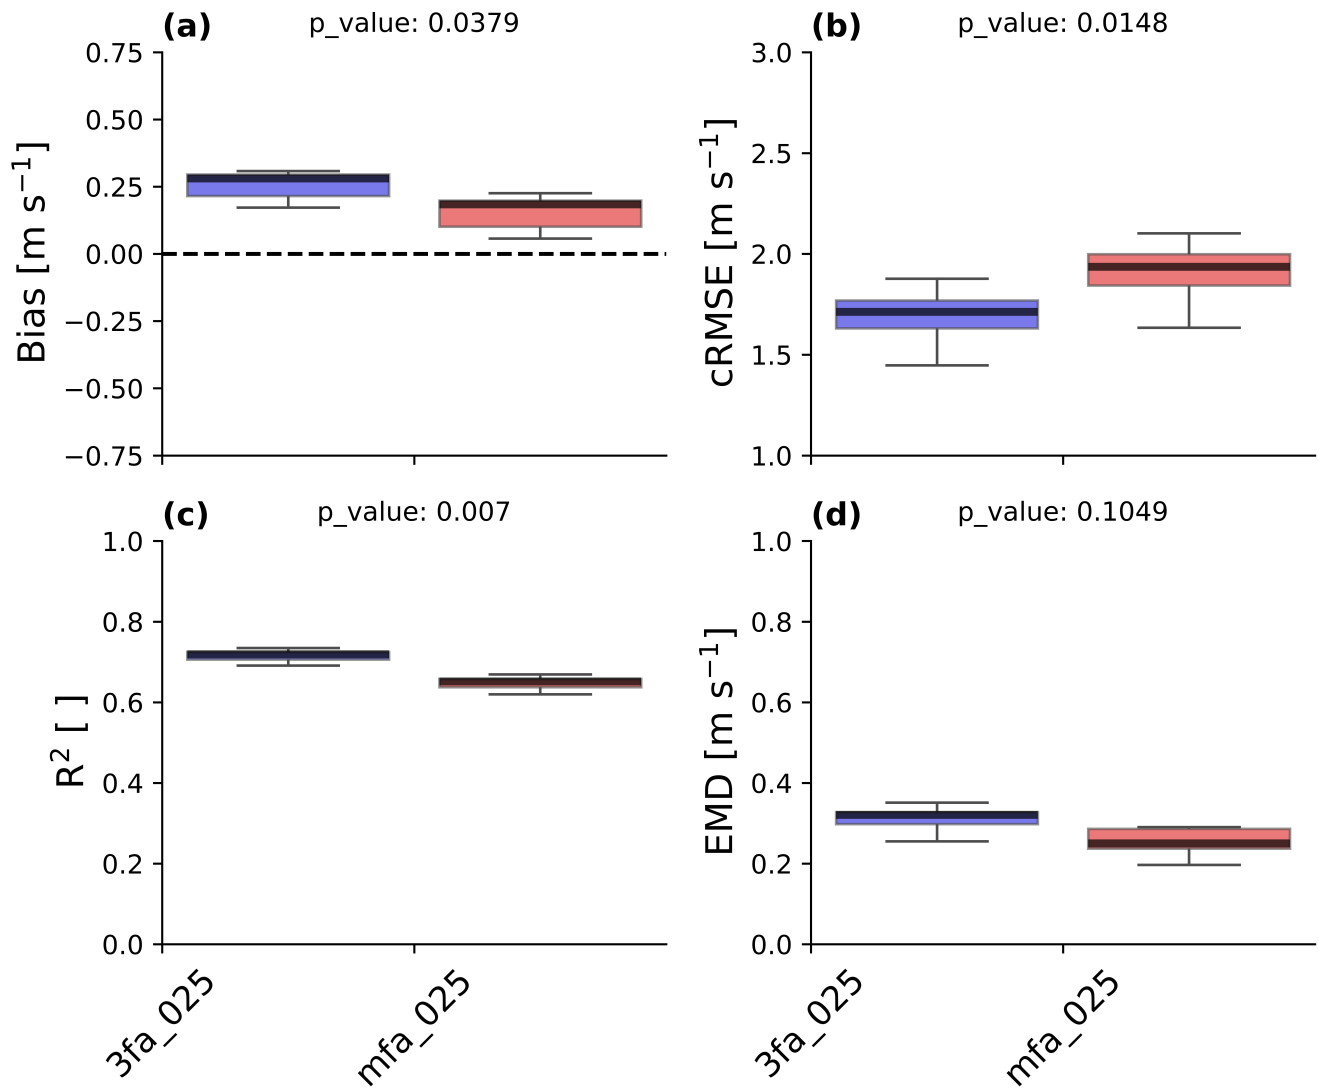 (a) p_value: 0.0379
0.75
0.50
0.25
0.00
−0.25
−0.50
−0.75
Bias [m s⁻¹]
(b) p_value: 0.0148
3.0
2.5
2.0
1.5
1.0
cRMSE [m s⁻¹]
(c) p_value: 0.007
1.0
0.8
0.6
0.4
0.2
0.0
R² [ ]
3fa_025
mfa_025
(d) p_value: 0.1049
1.0
0.8
0.6
0.4
0.2
0.0
EMD [m s⁻¹]
3fa_025
mfa_025